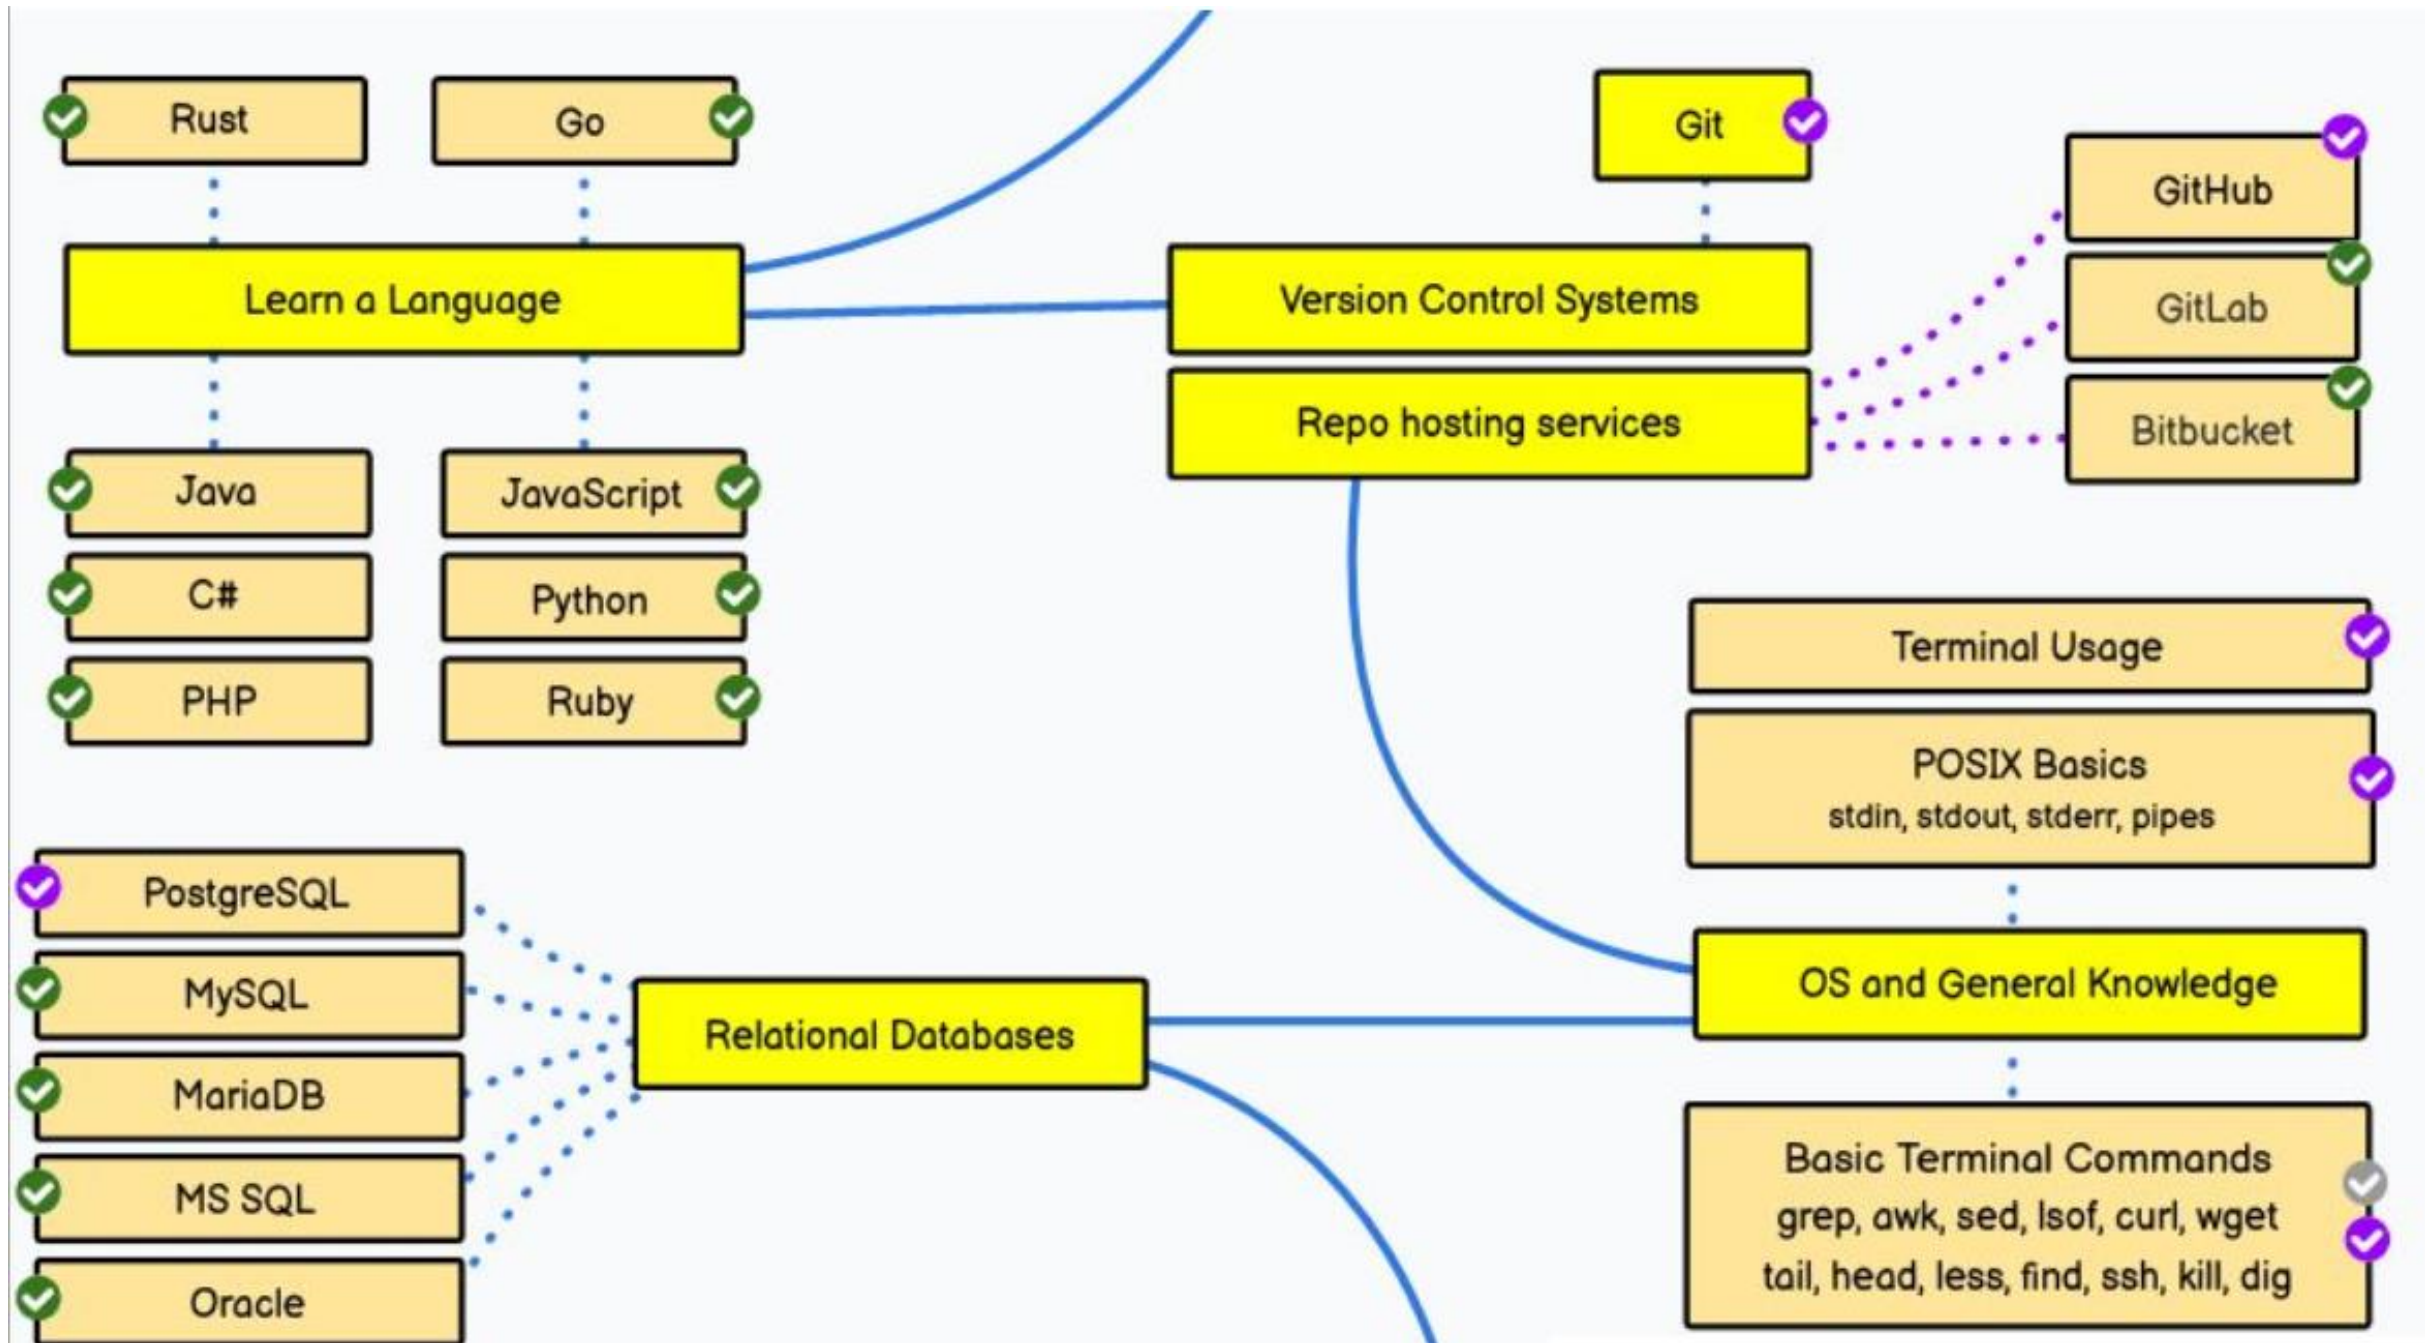 Rust
Go
Learn a Language
Java
JavaScript
C#
Python
PHP
Ruby
Git
Version Control Systems
Repo hosting services
GitHub
GitLab
Bitbucket
Terminal Usage
POSIX Basics
stdin, stdout, stderr, pipes
OS and General Knowledge
Basic Terminal Commands
grep, awk, sed, lsof, curl, wget
tail, head, less, find, ssh, kill, dig
Relational Databases
PostgreSQL
MySQL
MariaDB
MS SQL
Oracle